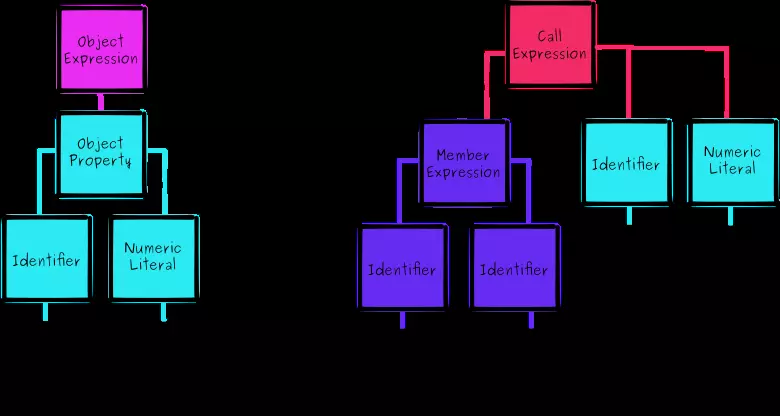 Object
Expression
Object
Property
Identifier
Numeric
Literal
Call
Expression
Member
Expression
Identifier
Numeric
Literal
Identifier
Identifier